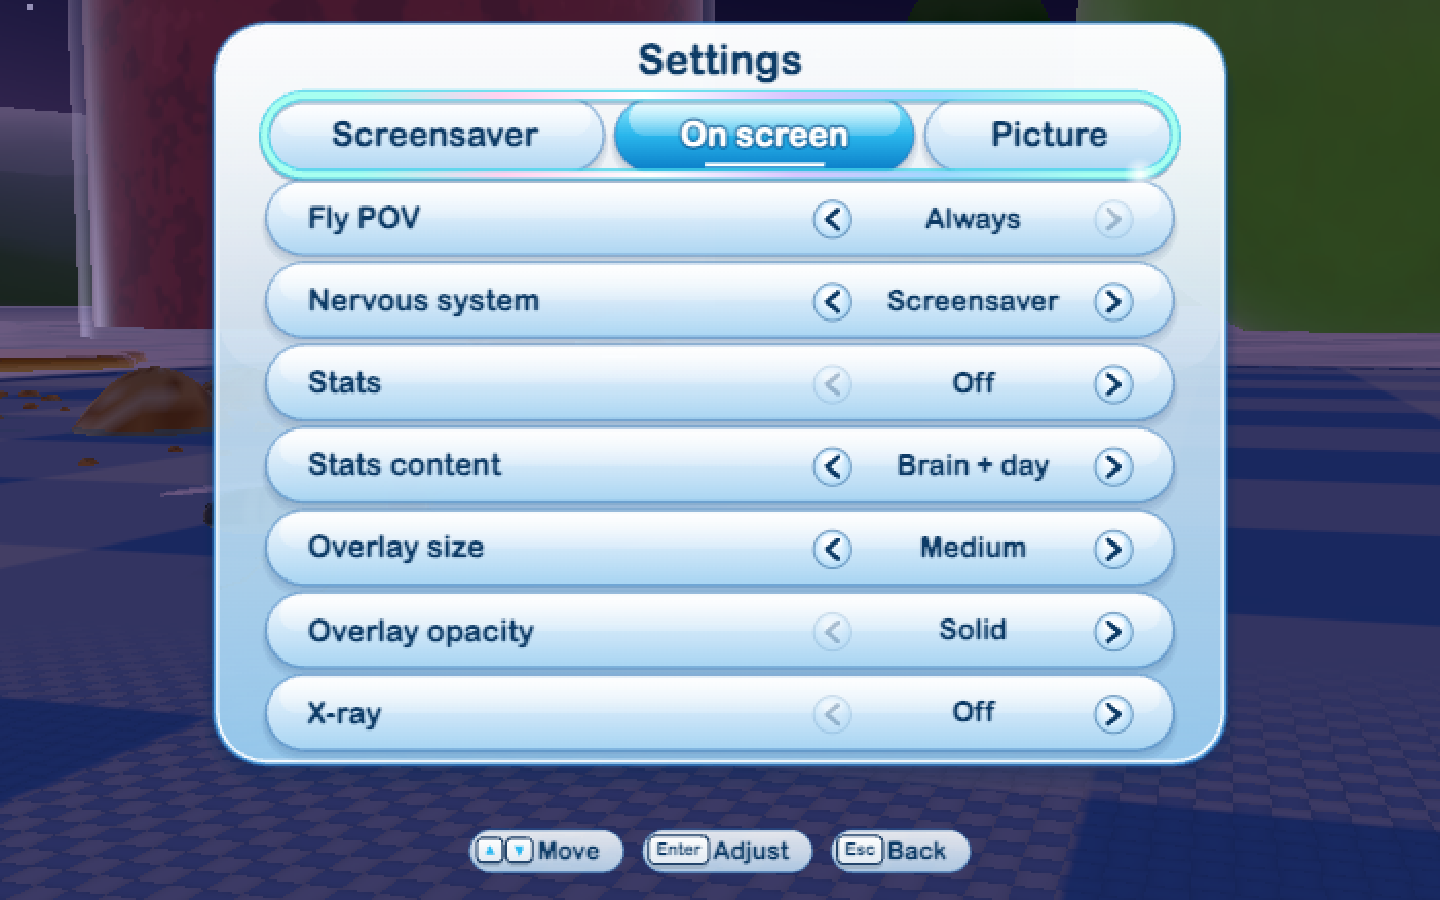 Settings
Screensaver On screen Picture
Fly POV Always
Nervous system Screensaver
Stats Off
Stats content Brain + day
Overlay size Medium
Overlay opacity Solid
X-ray Off
Move Enter Adjust Esc Back